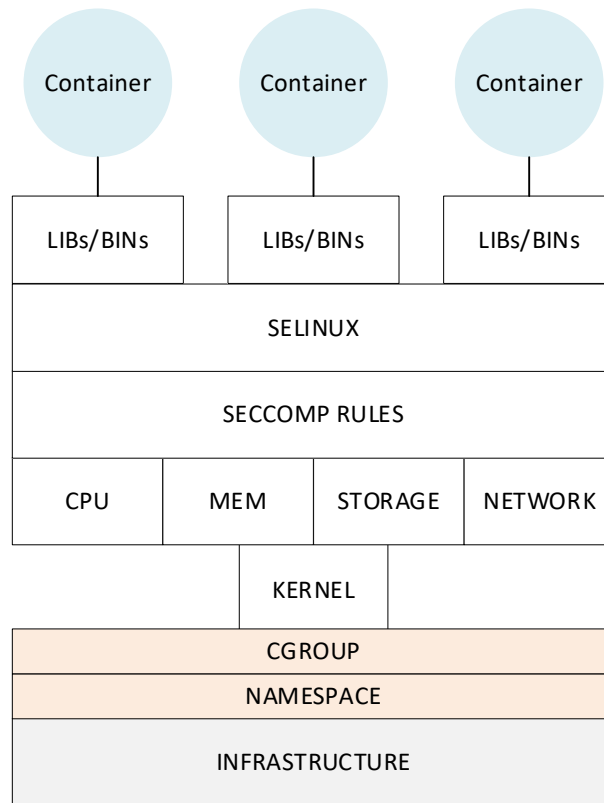 Container
Container
Container
LIBs/BINs
LIBs/BINs
LIBs/BINs
SELINUX
SECCOMP RULES
CPU
MEM
STORAGE
NETWORK
KERNEL
CGROUP
NAMESPACE
INFRASTRUCTURE